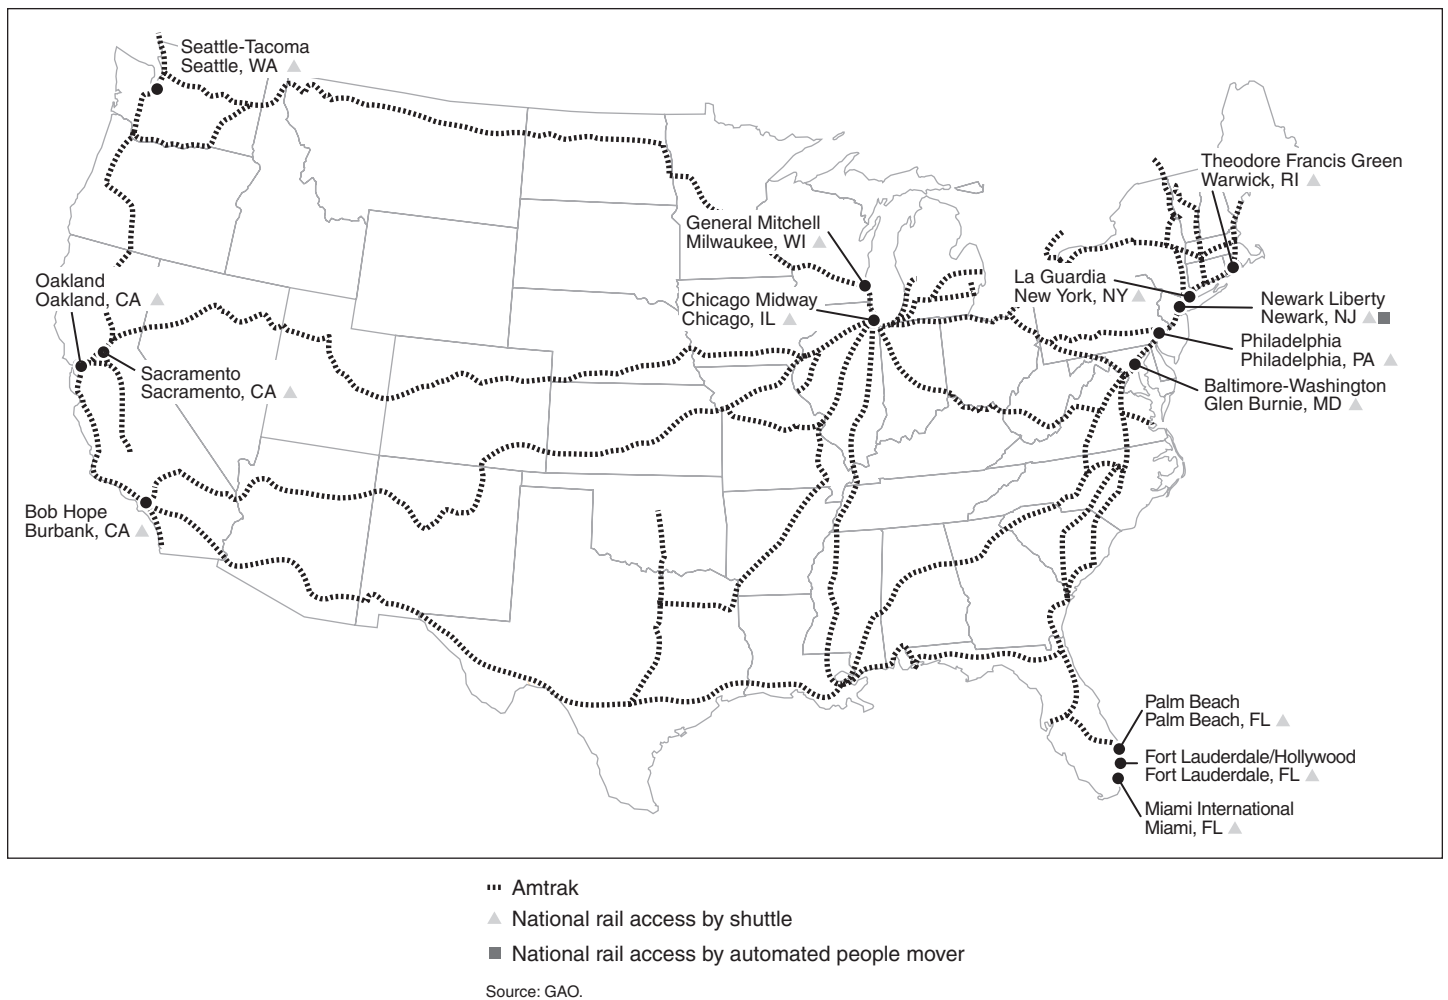 Seattle-Tacoma
Seattle, WA
Theodore Francis Green
Warwick, RI
General Mitchell
Milwaukee, WI
Oakland
Oakland, CA
La Guardia
New York, NY
Chicago Midway
Chicago, IL
Newark Liberty
Newark, NJ
Philadelphia
Philadelphia, PA
Sacramento
Sacramento, CA
Baltimore-Washington
Glen Burnie, MD
Bob Hope
Burbank, CA
Palm Beach
Palm Beach, FL
Fort Lauderdale/Hollywood
Fort Lauderdale, FL
Miami International
Miami, FL
Amtrak
National rail access by shuttle
National rail access by automated people mover
Source: GAO.